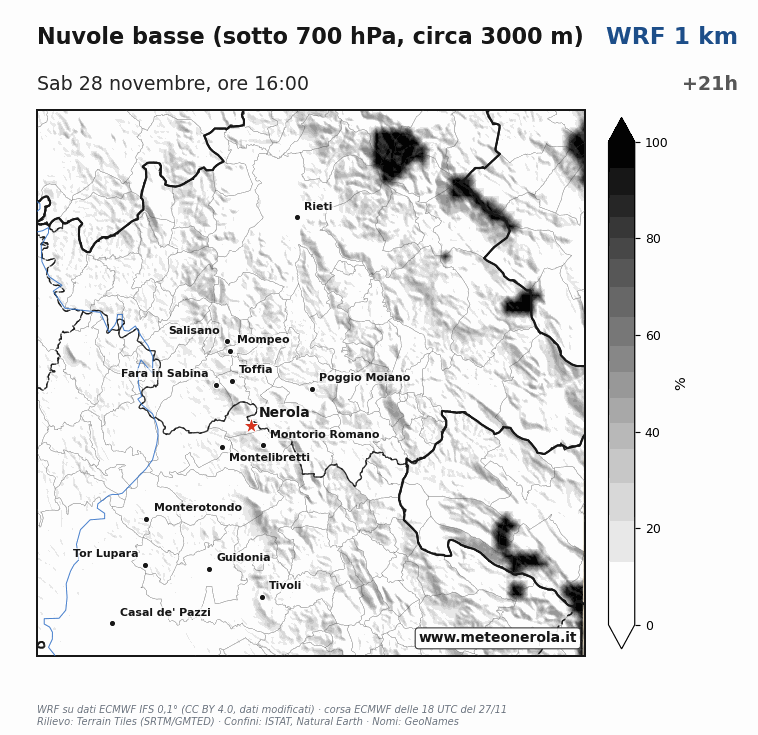 Nuvole basse (sotto 700 hPa, circa 3000 m) WRF 1 km
Sab 28 novembre, ore 16:00 +21h
100
80
60
40
20
0
%
Rieti
Salisano
Mompeo
Toffia
Fara in Sabina
Poggio Moiano
Nerola
Montorio Romano
Montelibretti
Monterotondo
Tor Lupara
Guidonia
Tivoli
Casal de' Pazzi
www.meteonerola.it
WRF su dati ECMWF IFS 0,1° (CC BY 4.0, dati modificati) · corsa ECMWF delle 18 UTC del 27/11
Rilievo: Terrain Tiles (SRTM/GMTED) · Confini: ISTAT, Natural Earth · Nomi: GeoNames